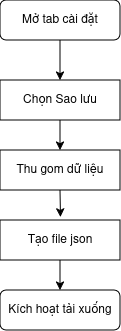 Mở tab cài đặt
Chọn Sao lưu
Thu gom dữ liệu
Tạo file json
Kích hoạt tải xuống